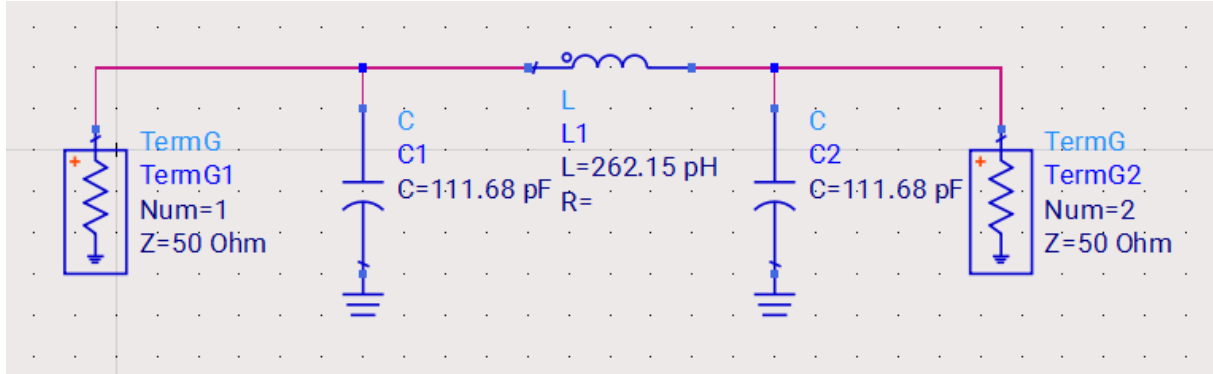 TermG
TermG1
Num=1
Z=50 Ohm
C
C1
C=111.68 pF
L
L1
L=262.15 pH
R=
C
C2
C=111.68 pF
TermG
TermG2
Num=2
Z=50 Ohm